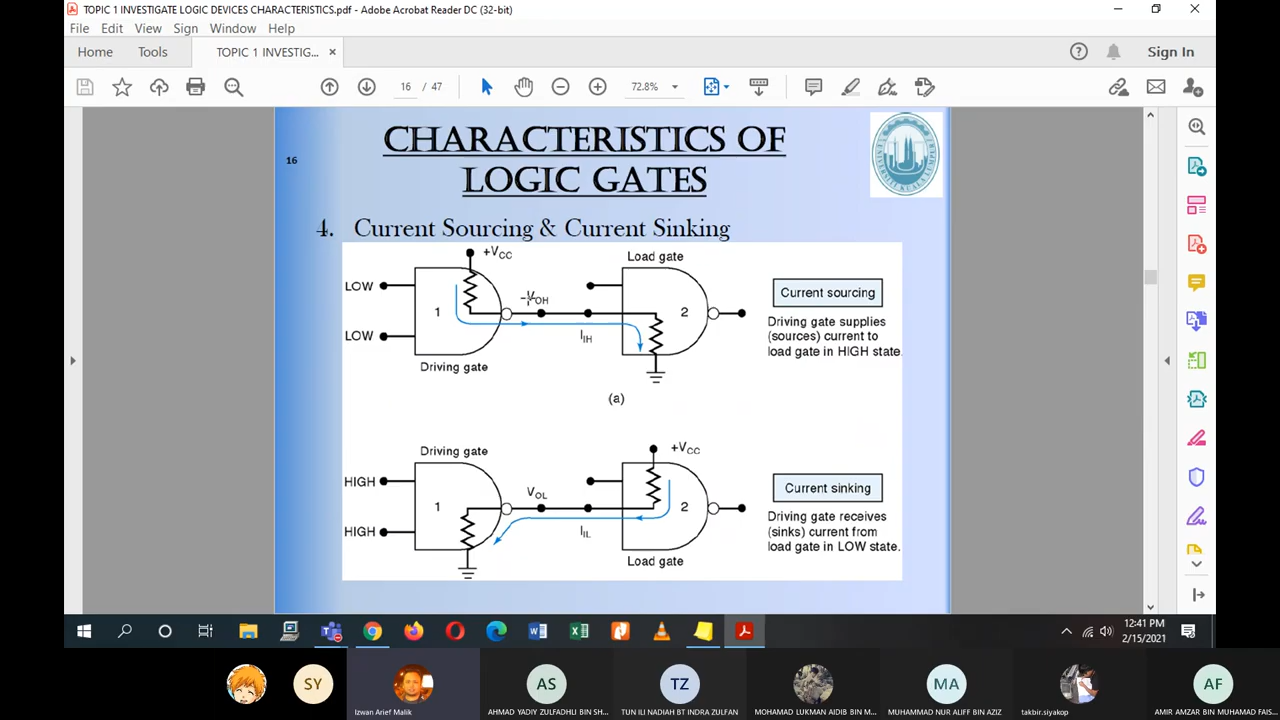 TOPIC 1 INVESTIGATE LOGIC DEVICES CHARACTERISTICS.pdf - Adobe Acrobat Reader DC (32-bit)
File Edit View Sign Window Help
Home Tools TOPIC 1 INVESTIG... × Sign In
16 / 47 72.8%
CHARACTERISTICS OF
LOGIC GATES
16
4. Current Sourcing & Current Sinking
+VCC
Load gate
LOW
VOH
Current sourcing
1
2
Driving gate supplies
(sources) current to
load gate in HIGH state.
LOW
IIH
Driving gate
(a)
Driving gate
+VCC
HIGH
VOL
Current sinking
1
2
Driving gate receives
(sinks) current from
load gate in LOW state.
HIGH
IIL
Load gate
12:41 PM
2/15/2021
SY
AS
TZ
MA
AF
Izwan Arief Malik
AHMAD YADIY ZULFADHLI BIN SH...
TUN ILI NADIAH BT INDRA ZULFAN
MOHAMAD LUKMAN AIDIB BIN M...
MUHAMMAD NUR ALIFF BIN AZIZ
takbir.siyakop
AMIR AMZAR BIN MUHAMAD FAIS...